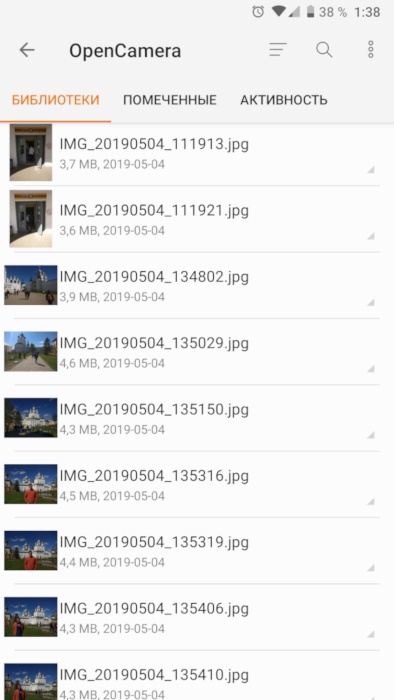 38 % 1:38
OpenCamera
БИБЛИОТЕКИ ПОМЕЧЕННЫЕ АКТИВНОСТЬ
IMG_20190504_111913.jpg
3,7 MB, 2019-05-04
IMG_20190504_111921.jpg
3,6 MB, 2019-05-04
IMG_20190504_134802.jpg
3,9 MB, 2019-05-04
IMG_20190504_135029.jpg
4,6 MB, 2019-05-04
IMG_20190504_135150.jpg
4,3 MB, 2019-05-04
IMG_20190504_135316.jpg
4,5 MB, 2019-05-04
IMG_20190504_135319.jpg
4,4 MB, 2019-05-04
IMG_20190504_135406.jpg
4,3 MB, 2019-05-04
IMG_20190504_135410.jpg
4,3 MB, 2019-05-04